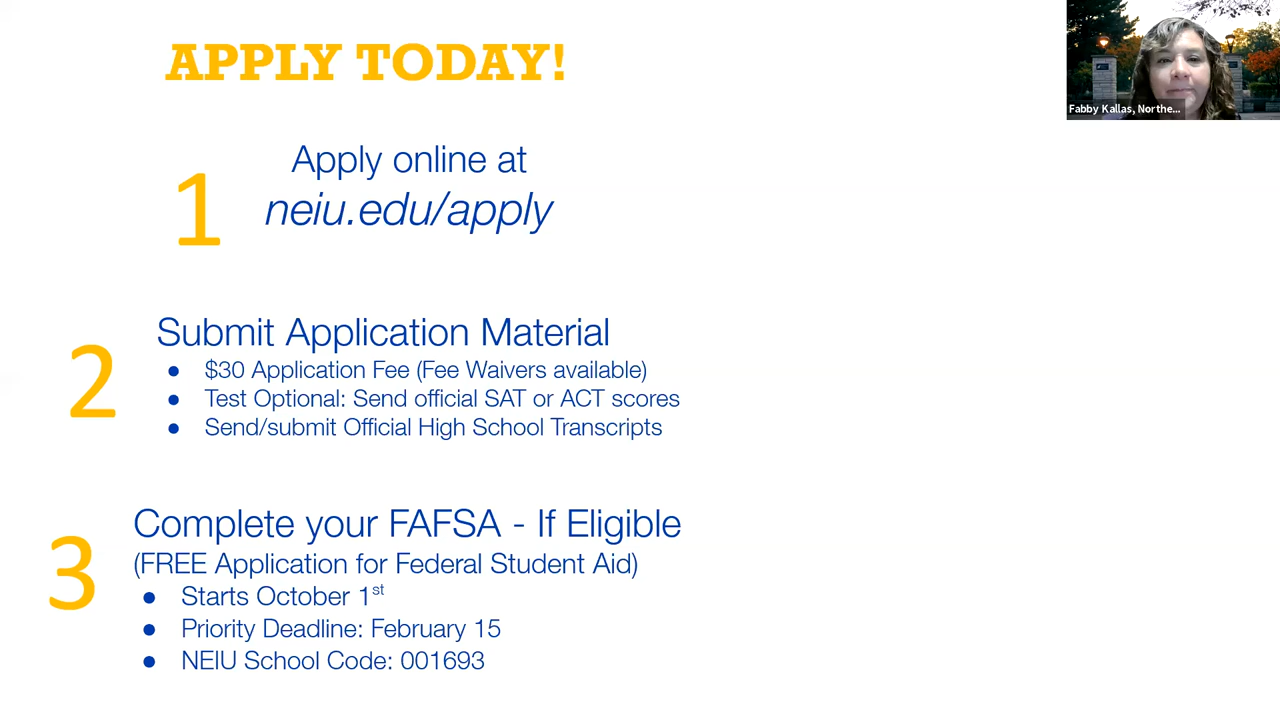 APPLY TODAY!
Fabby Kallas, Northe...
1
Apply online at
neiu.edu/apply
2
Submit Application Material
● $30 Application Fee (Fee Waivers available)
● Test Optional: Send official SAT or ACT scores
● Send/submit Official High School Transcripts
3
Complete your FAFSA - If Eligible
(FREE Application for Federal Student Aid)
● Starts October 1st
● Priority Deadline: February 15
● NEIU School Code: 001693